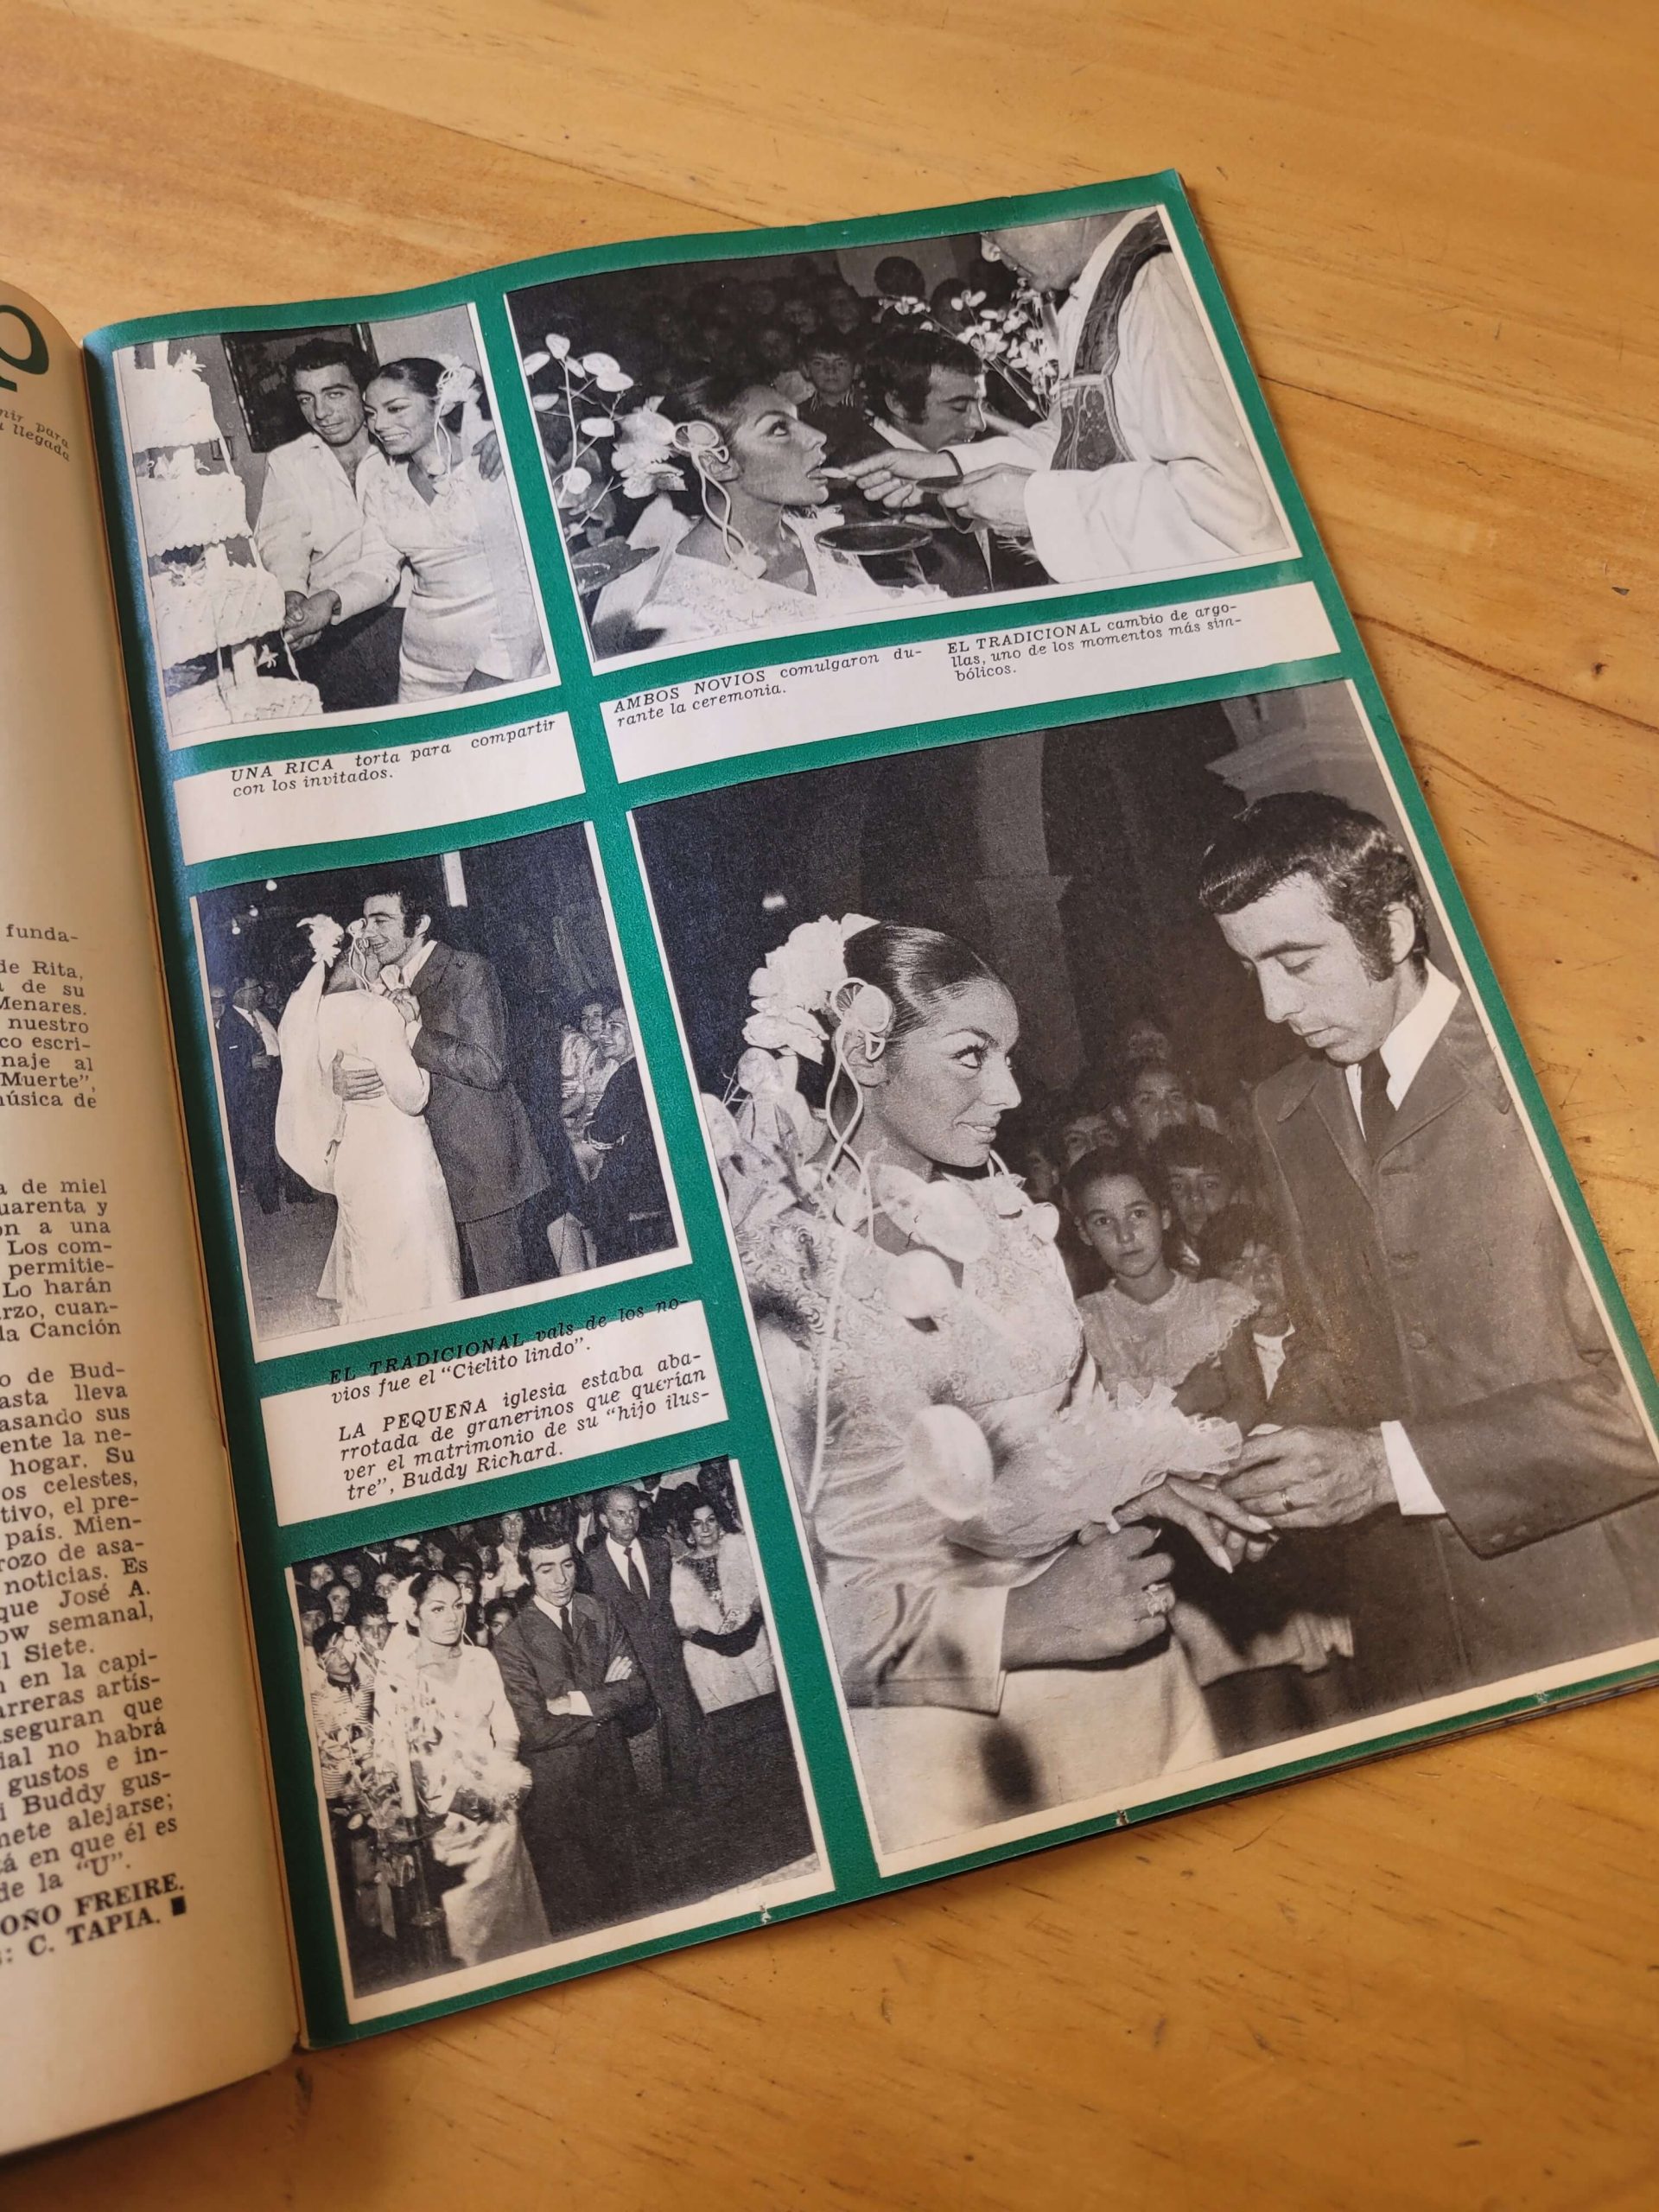 para
llegada
funda-
de Rita,
de su
Menares.
nuestro
co escri-
naje al
Muerte",
música de
de miel
uarenta y
on a una
Los com-
permitie-
Lo harán
rzo, cuan-
la Canción
o de Bud-
asta lleva
asando sus
ente la ne-
hogar. Su
os celestes,
tivo, el pre-
país. Mien-
rozo de asa-
noticias. Es
que José A.
ow semanal,
l Siete.
en la capi-
arreras artís-
aseguran que
ial no habrá
gustos e in-
i Buddy gus-
mete alejarse;
á en que él es
de la "U".
OÑO FREIRE.
: C. TAPIA. ■
UNA RICA torta para compartir
con los invitados.
AMBOS NOVIOS comulgaron du-
rante la ceremonia.
EL TRADICIONAL cambio de argo-
llas, uno de los momentos más sim-
bólicos.
EL TRADICIONAL vals de los no-
vios fue el "Cielito lindo".
LA PEQUEÑA iglesia estaba aba-
rrotada de granerinos que querían
ver el matrimonio de su "hijo ilus-
tre", Buddy Richard.